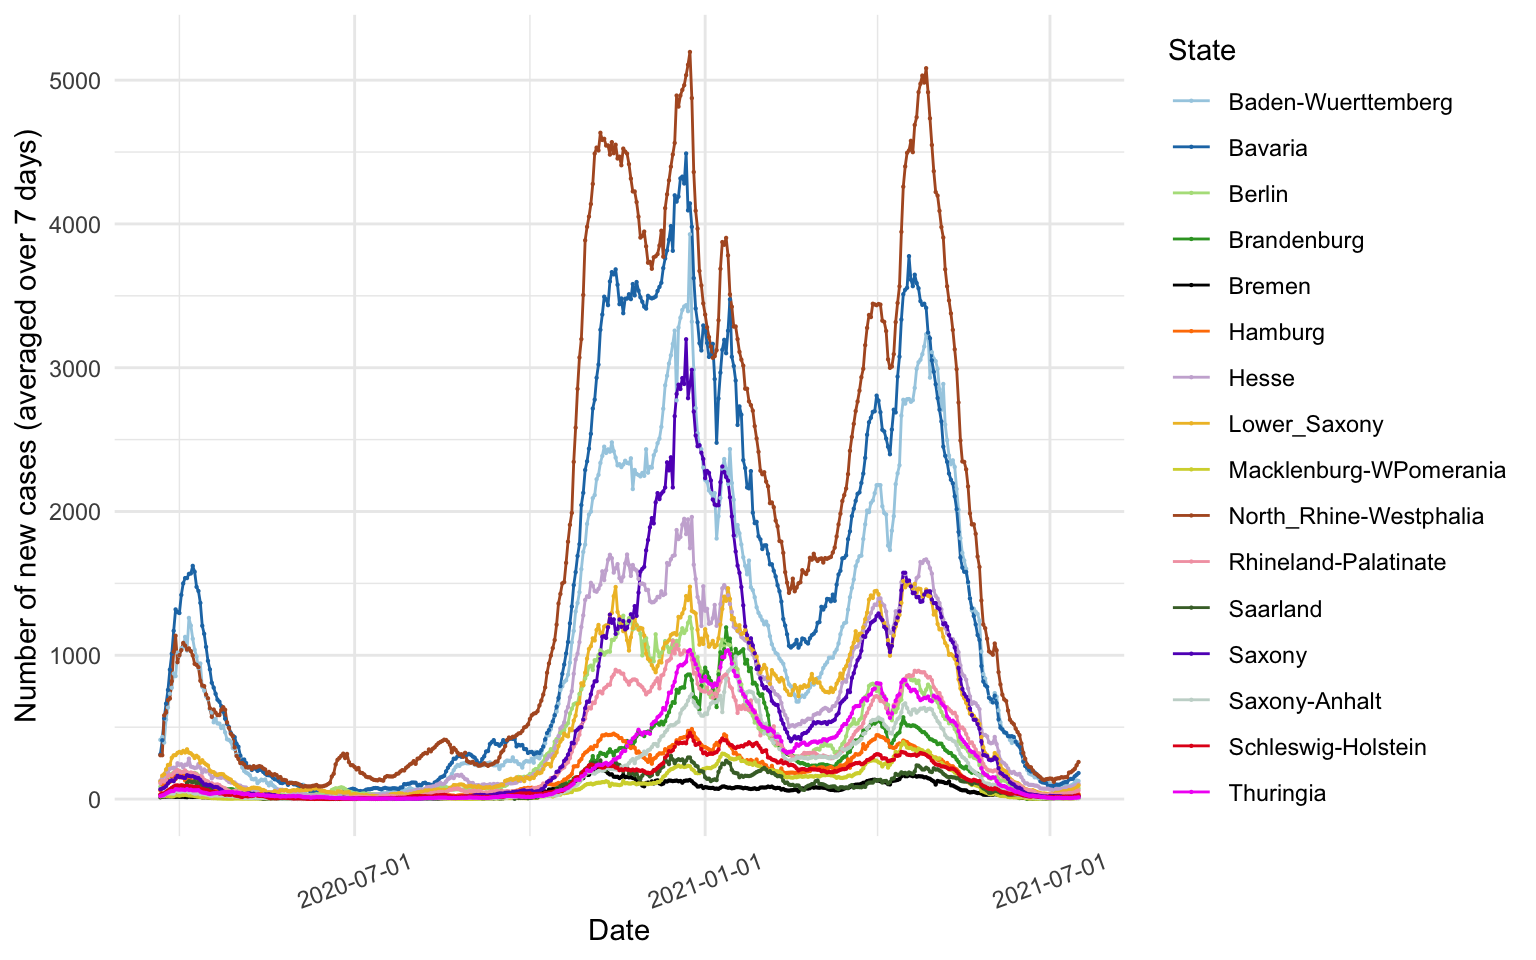 Number of new cases (averaged over 7 days)
5000
4000
3000
2000
1000
0
2020-07-01
2021-01-01
2021-07-01
Date
State
Baden-Wuerttemberg
Bavaria
Berlin
Brandenburg
Bremen
Hamburg
Hesse
Lower_Saxony
Macklenburg-WPomerania
North_Rhine-Westphalia
Rhineland-Palatinate
Saarland
Saxony
Saxony-Anhalt
Schleswig-Holstein
Thuringia